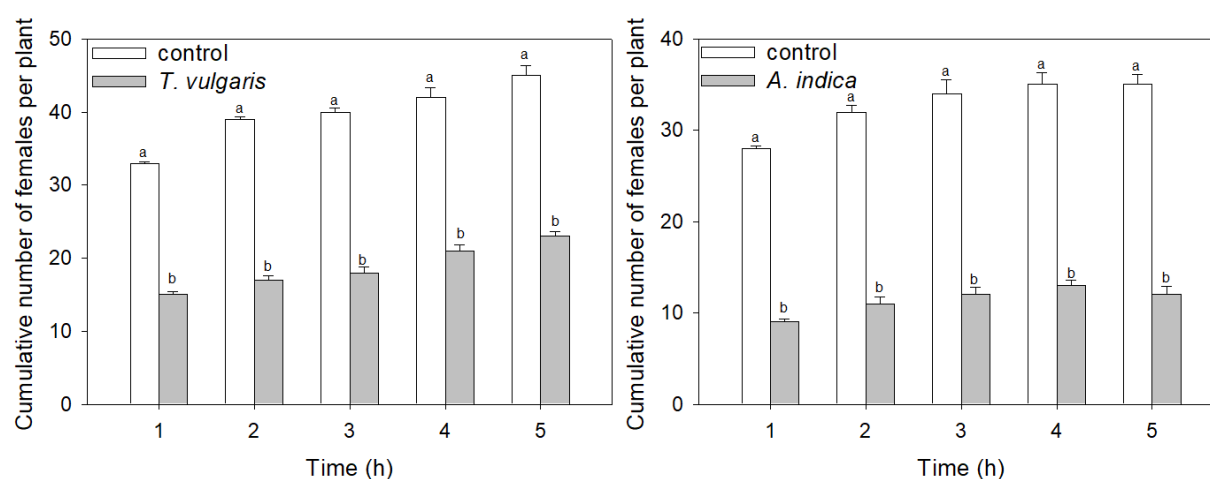 Cumulative number of females per plant
50
40
30
20
10
0
control
T. vulgaris
a
a
a
a
a
b
b
b
b
b
1 2 3 4 5
Time (h)
Cumulative number of females per plant
40
30
20
10
0
control
A. indica
a
a
a
a
a
b
b
b
b
b
1 2 3 4 5
Time (h)